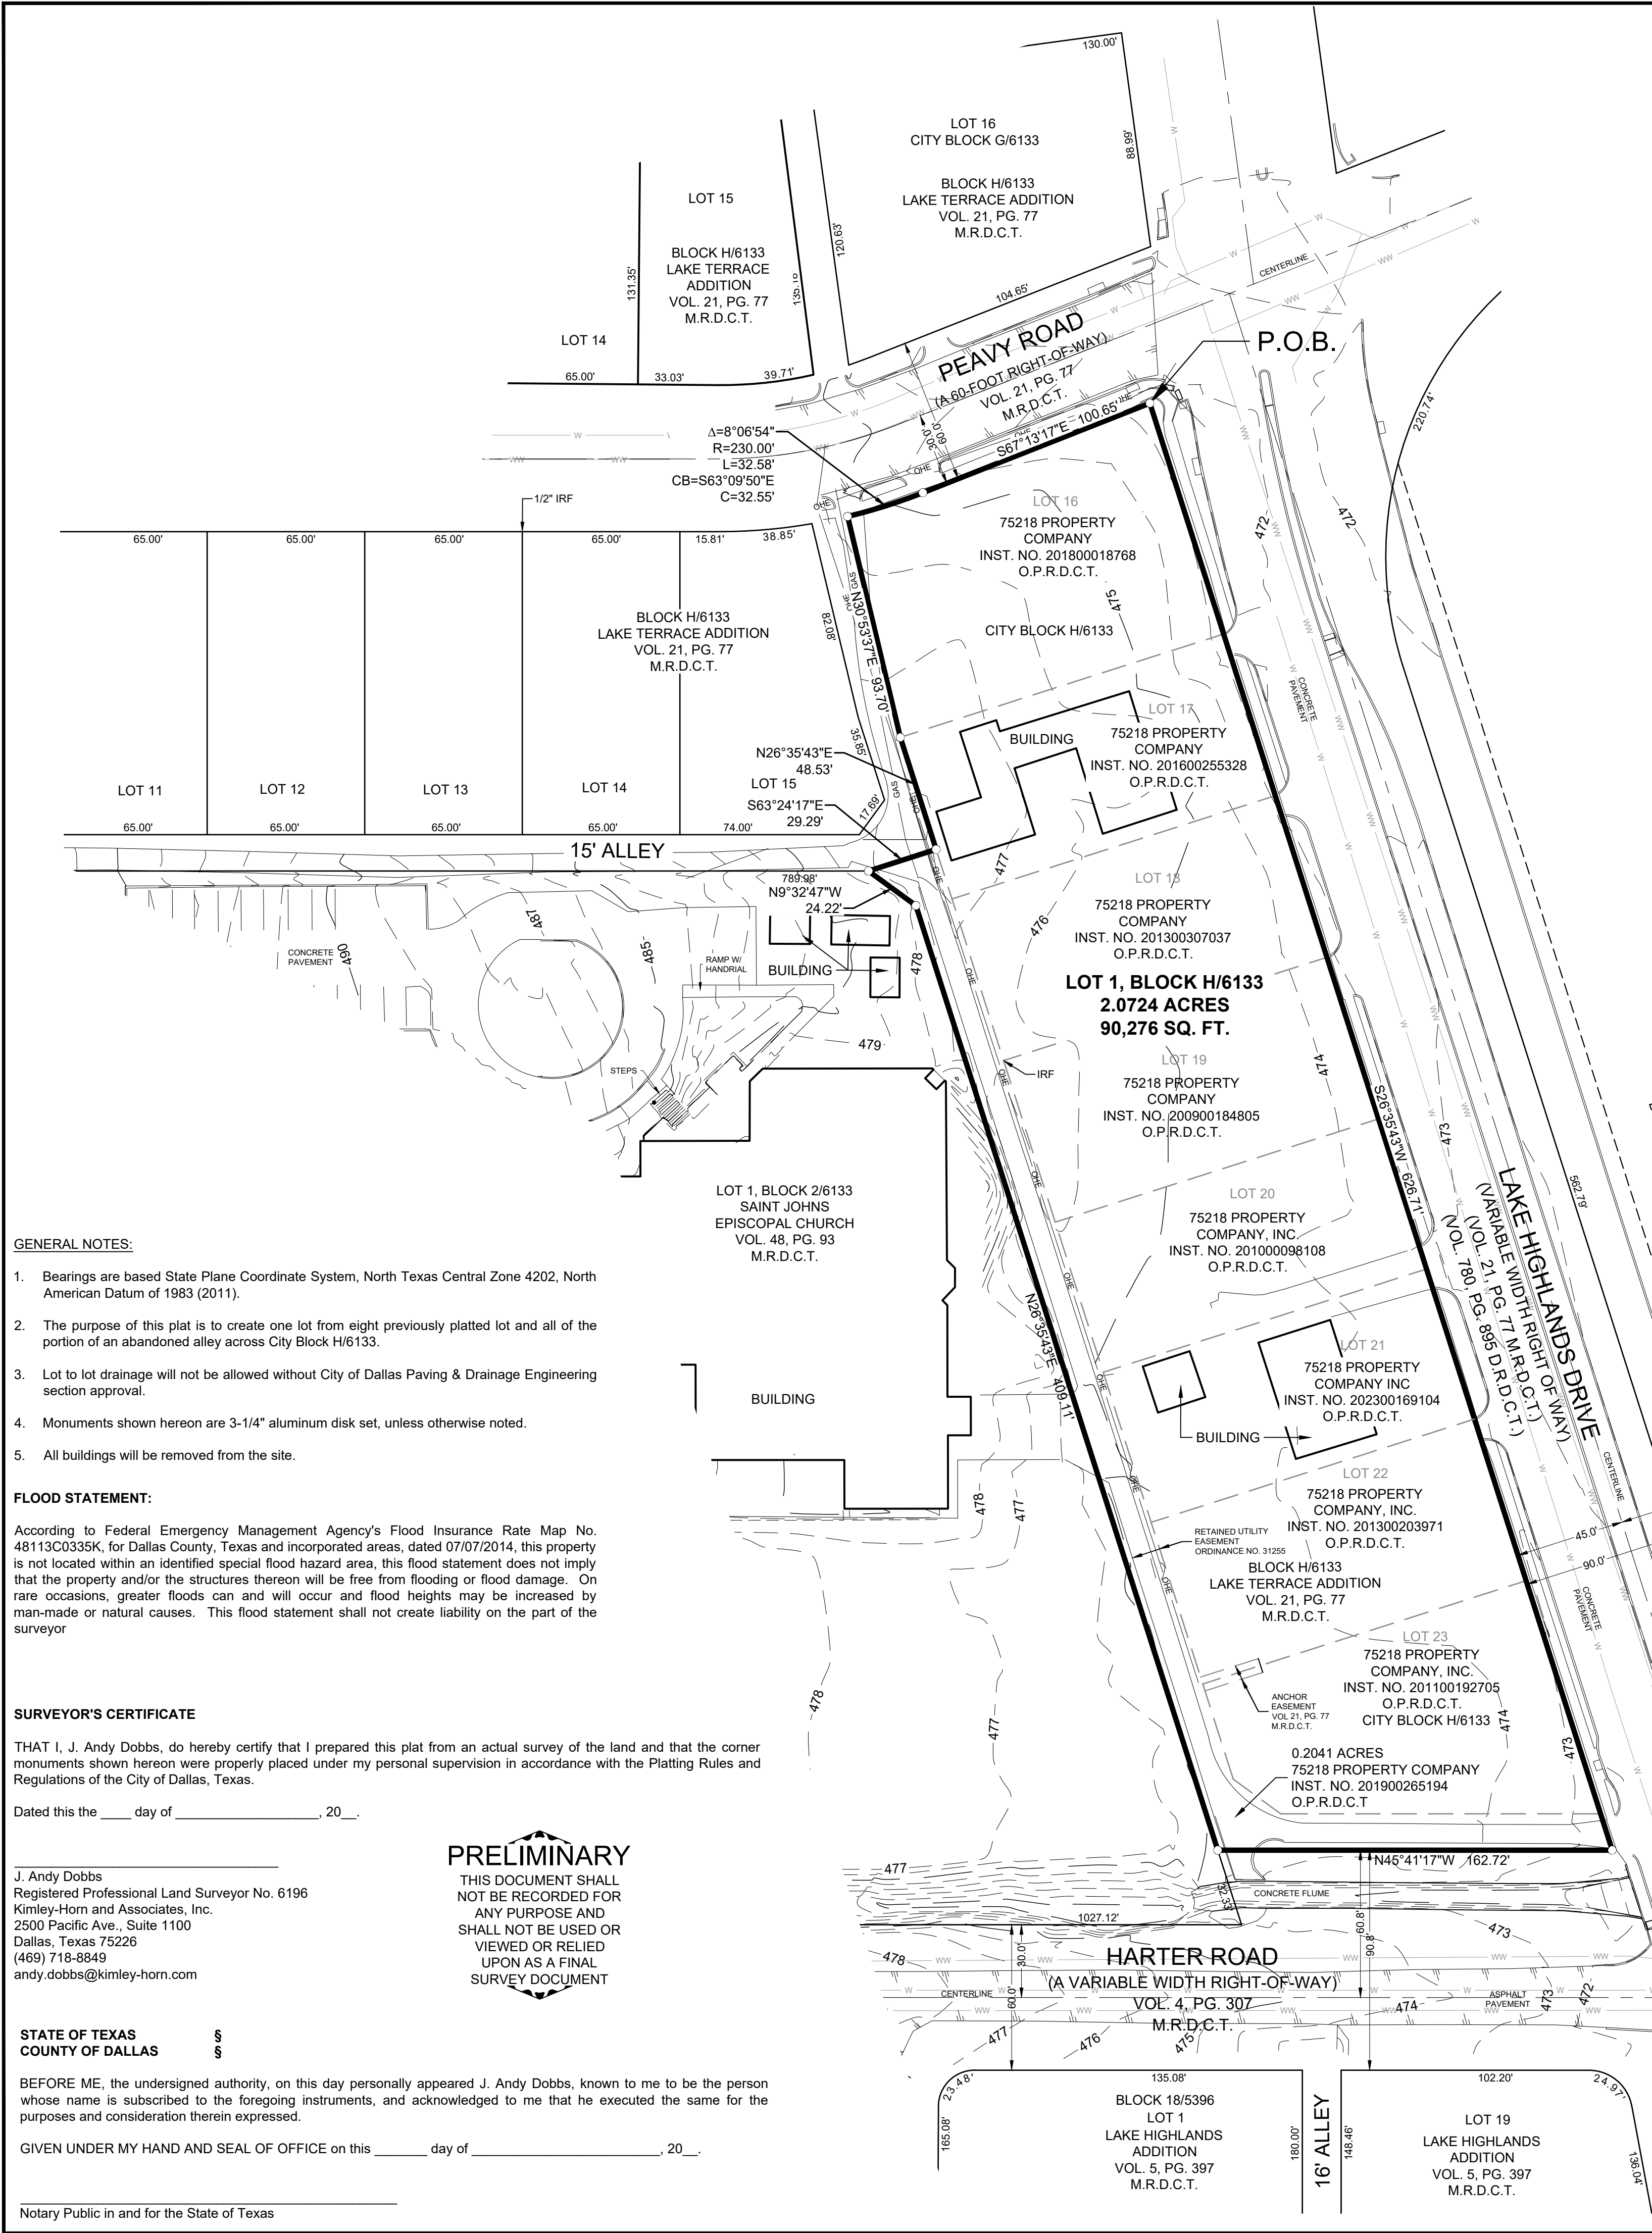 130.00'
LOT 16
CITY BLOCK G/6133
BLOCK H/6133
LAKE TERRACE ADDITION
VOL. 21, PG. 77
M.R.D.C.T.
88.99'
120.63'
104.65'
LOT 15
BLOCK H/6133
LAKE TERRACE
ADDITION
VOL. 21, PG. 77
M.R.D.C.T.
131.35'
LOT 14
65.00'
33.03'
39.71'
CENTERLINE
PEAVY ROAD
(A 60-FOOT RIGHT-OF-WAY)
VOL. 21, PG. 77
M.R.D.C.T.
30.0'
60.0'
P.O.B.
S67°13'17"E 100.65'
220.74'
Δ=8°06'54"
R=230.00'
L=32.58'
CB=S63°09'50"E
C=32.55'
1/2" IRF
65.00'
65.00'
65.00'
65.00'
15.81'
38.85'
BLOCK H/6133
LAKE TERRACE ADDITION
VOL. 21, PG. 77
M.R.D.C.T.
82.08'
35.85'
17.69'
N30°53'37"E 93.70'
OHE
GAS
LOT 16
75218 PROPERTY
COMPANY
INST. NO. 201800018768
O.P.R.D.C.T.
CITY BLOCK H/6133
475
472
472
CONCRETE
PAVEMENT
LOT 17
75218 PROPERTY
COMPANY
INST. NO. 201600255328
O.P.R.D.C.T.
BUILDING
N26°35'43"E
48.53'
LOT 15
S63°24'17"E
29.29'
LOT 11
LOT 12
LOT 13
LOT 14
65.00'
65.00'
65.00'
65.00'
74.00'
15' ALLEY
789.98'
N9°32'47"W
24.22'
477
476
LOT 18
75218 PROPERTY
COMPANY
INST. NO. 201300307037
O.P.R.D.C.T.
LOT 1, BLOCK H/6133
2.0724 ACRES
90,276 SQ. FT.
CONCRETE
PAVEMENT
490
487
485
RAMP W/
HANDRIAL
BUILDING
478
479
STEPS
IRF
LOT 19
75218 PROPERTY
COMPANY
INST. NO. 200900184805
O.P.R.D.C.T.
474
S26°35'43"W 626.71'
473
562.79'
LAKE HIGHLANDS DRIVE
(VARIABLE WIDTH RIGHT OF WAY)
(VOL. 21, PG. 77 M.R.D.C.T.)
(VOL. 780, PG. 895 D.R.D.C.T.)
LOT 1, BLOCK 2/6133
SAINT JOHNS
EPISCOPAL CHURCH
VOL. 48, PG. 93
M.R.D.C.T.
LOT 20
75218 PROPERTY
COMPANY, INC.
INST. NO. 201000098108
O.P.R.D.C.T.
N26°35'43"E 409.11'
BUILDING
LOT 21
75218 PROPERTY
COMPANY INC
INST. NO. 202300169104
O.P.R.D.C.T.
BUILDING
LOT 22
75218 PROPERTY
COMPANY, INC.
INST. NO. 201300203971
O.P.R.D.C.T.
CENTERLINE
45.0'
90.0'
478
477
RETAINED UTILITY
EASEMENT
ORDINANCE NO. 31255
BLOCK H/6133
LAKE TERRACE ADDITION
VOL. 21, PG. 77
M.R.D.C.T.
CONCRETE
PAVEMENT
LOT 23
75218 PROPERTY
COMPANY, INC.
INST. NO. 201100192705
O.P.R.D.C.T.
CITY BLOCK H/6133
474
473
ANCHOR
EASEMENT
VOL 21, PG. 77
M.R.D.C.T.
478
477
0.2041 ACRES
75218 PROPERTY COMPANY
INST. NO. 201900265194
O.P.R.D.C.T
N45°41'17"W 162.72'
477
32.33'
CONCRETE FLUME
1027.12'
60.8'
90.8'
473
478
30.0'
60.0'
HARTER ROAD
(A VARIABLE WIDTH RIGHT-OF-WAY)
VOL. 4, PG. 307
M.R.D.C.T.
CENTERLINE
ASPHALT
PAVEMENT
474
473
472
477
476
475
23.48'
135.08'
102.20'
24.97'
165.08'
BLOCK 18/5396
LOT 1
LAKE HIGHLANDS
ADDITION
VOL. 5, PG. 397
M.R.D.C.T.
180.00'
16' ALLEY
148.46'
LOT 19
LAKE HIGHLANDS
ADDITION
VOL. 5, PG. 397
M.R.D.C.T.
136.04'
GENERAL NOTES:
1. Bearings are based State Plane Coordinate System, North Texas Central Zone 4202, North
American Datum of 1983 (2011).
2. The purpose of this plat is to create one lot from eight previously platted lot and all of the
portion of an abandoned alley across City Block H/6133.
3. Lot to lot drainage will not be allowed without City of Dallas Paving & Drainage Engineering
section approval.
4. Monuments shown hereon are 3-1/4" aluminum disk set, unless otherwise noted.
5. All buildings will be removed from the site.
FLOOD STATEMENT:
According to Federal Emergency Management Agency's Flood Insurance Rate Map No.
48113C0335K, for Dallas County, Texas and incorporated areas, dated 07/07/2014, this property
is not located within an identified special flood hazard area, this flood statement does not imply
that the property and/or the structures thereon will be free from flooding or flood damage. On
rare occasions, greater floods can and will occur and flood heights may be increased by
man-made or natural causes. This flood statement shall not create liability on the part of the
surveyor
SURVEYOR'S CERTIFICATE
THAT I, J. Andy Dobbs, do hereby certify that I prepared this plat from an actual survey of the land and that the corner
monuments shown hereon were properly placed under my personal supervision in accordance with the Platting Rules and
Regulations of the City of Dallas, Texas.
Dated this the ____ day of ___________________, 20__.
J. Andy Dobbs
Registered Professional Land Surveyor No. 6196
Kimley-Horn and Associates, Inc.
2500 Pacific Ave., Suite 1100
Dallas, Texas 75226
(469) 718-8849
andy.dobbs@kimley-horn.com
PRELIMINARY
THIS DOCUMENT SHALL
NOT BE RECORDED FOR
ANY PURPOSE AND
SHALL NOT BE USED OR
VIEWED OR RELIED
UPON AS A FINAL
SURVEY DOCUMENT
STATE OF TEXAS §
COUNTY OF DALLAS §
BEFORE ME, the undersigned authority, on this day personally appeared J. Andy Dobbs, known to me to be the person
whose name is subscribed to the foregoing instruments, and acknowledged to me that he executed the same for the
purposes and consideration therein expressed.
GIVEN UNDER MY HAND AND SEAL OF OFFICE on this _______ day of _________________________, 20__.
Notary Public in and for the State of Texas